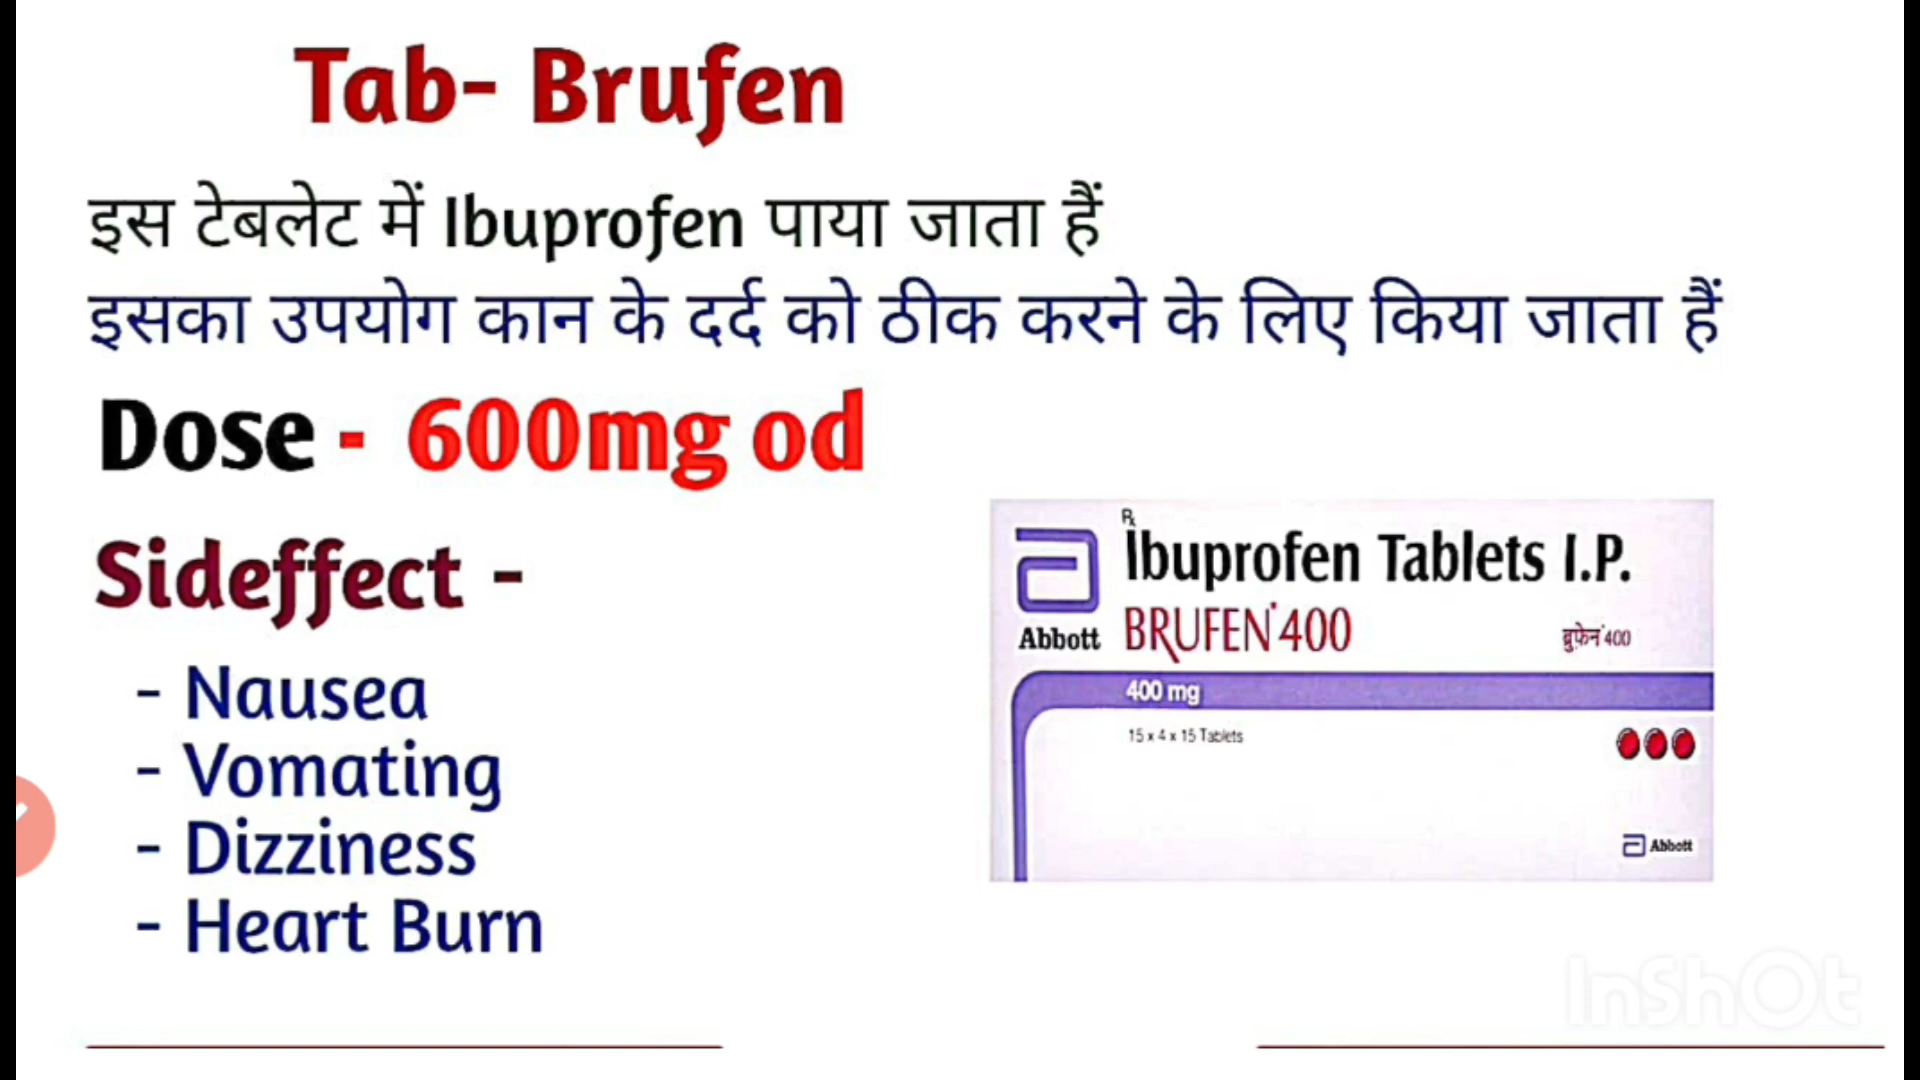 Tab- Brufen
इस टेबलेट में Ibuprofen पाया जाता हैं
इसका उपयोग कान के दर्द को ठीक करने के लिए किया जाता हैं
Dose - 600mg od
Sideffect -
- Nausea
- Vomating
- Dizziness
- Heart Burn
℞
Ibuprofen Tablets I.P.
Abbott BRUFEN 400 ब्रुफेन 400
400 mg
15 x 4 x 15 Tablets
Abbott
InShOt